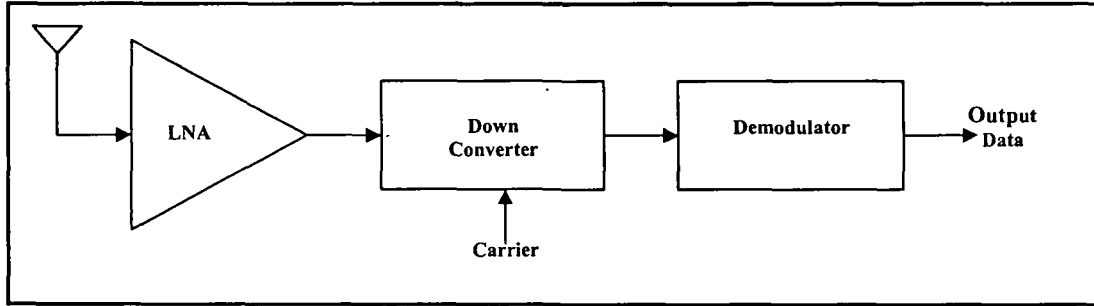 LNA
Down
Converter
Carrier
Demodulator
Output
Data